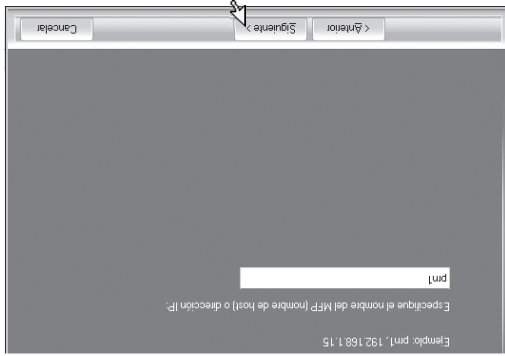 Ejemplo: prn1, 192.168.1.15
Especifique el nombre del MFP (nombre de host) o dirección IP:
prn1
< Anterior
Siguiente >
Cancelar